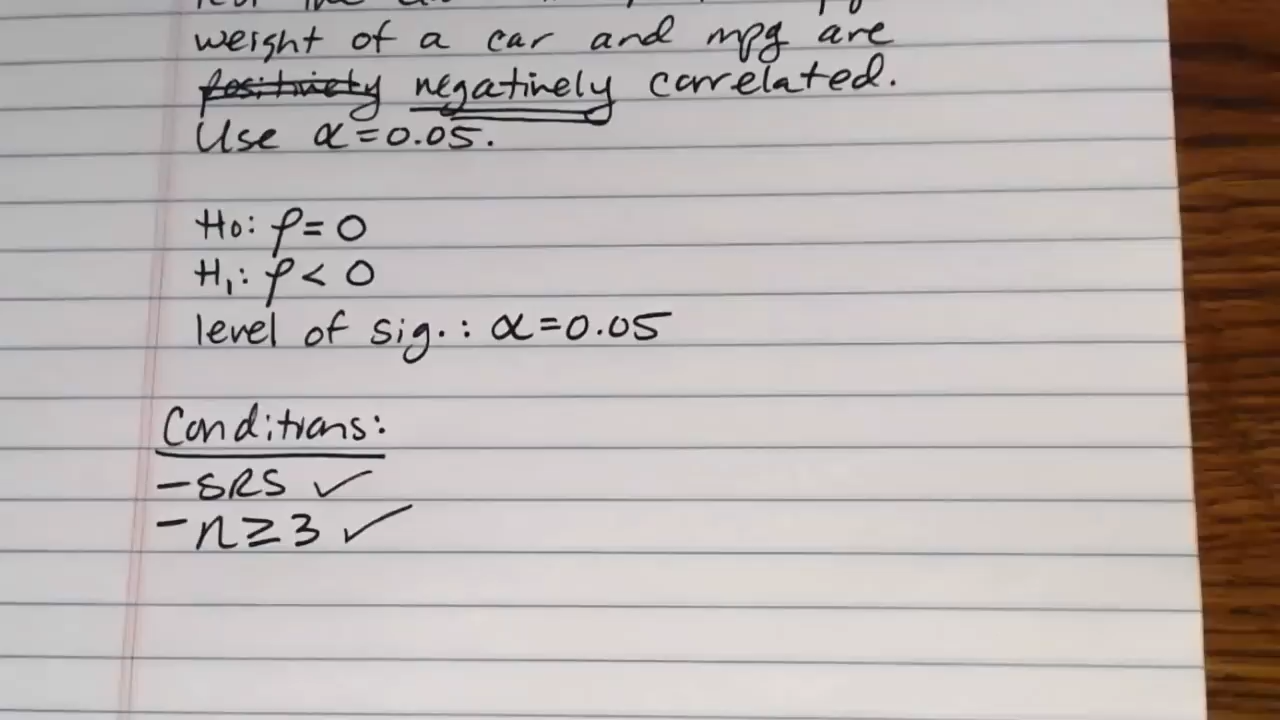 weight of a car and mpg are
positively negatively correlated.
Use α=0.05.
H₀: ρ=0
H₁: ρ< 0
level of sig.: α=0.05
Conditions:
-SRS ✓
-n≥3 ✓